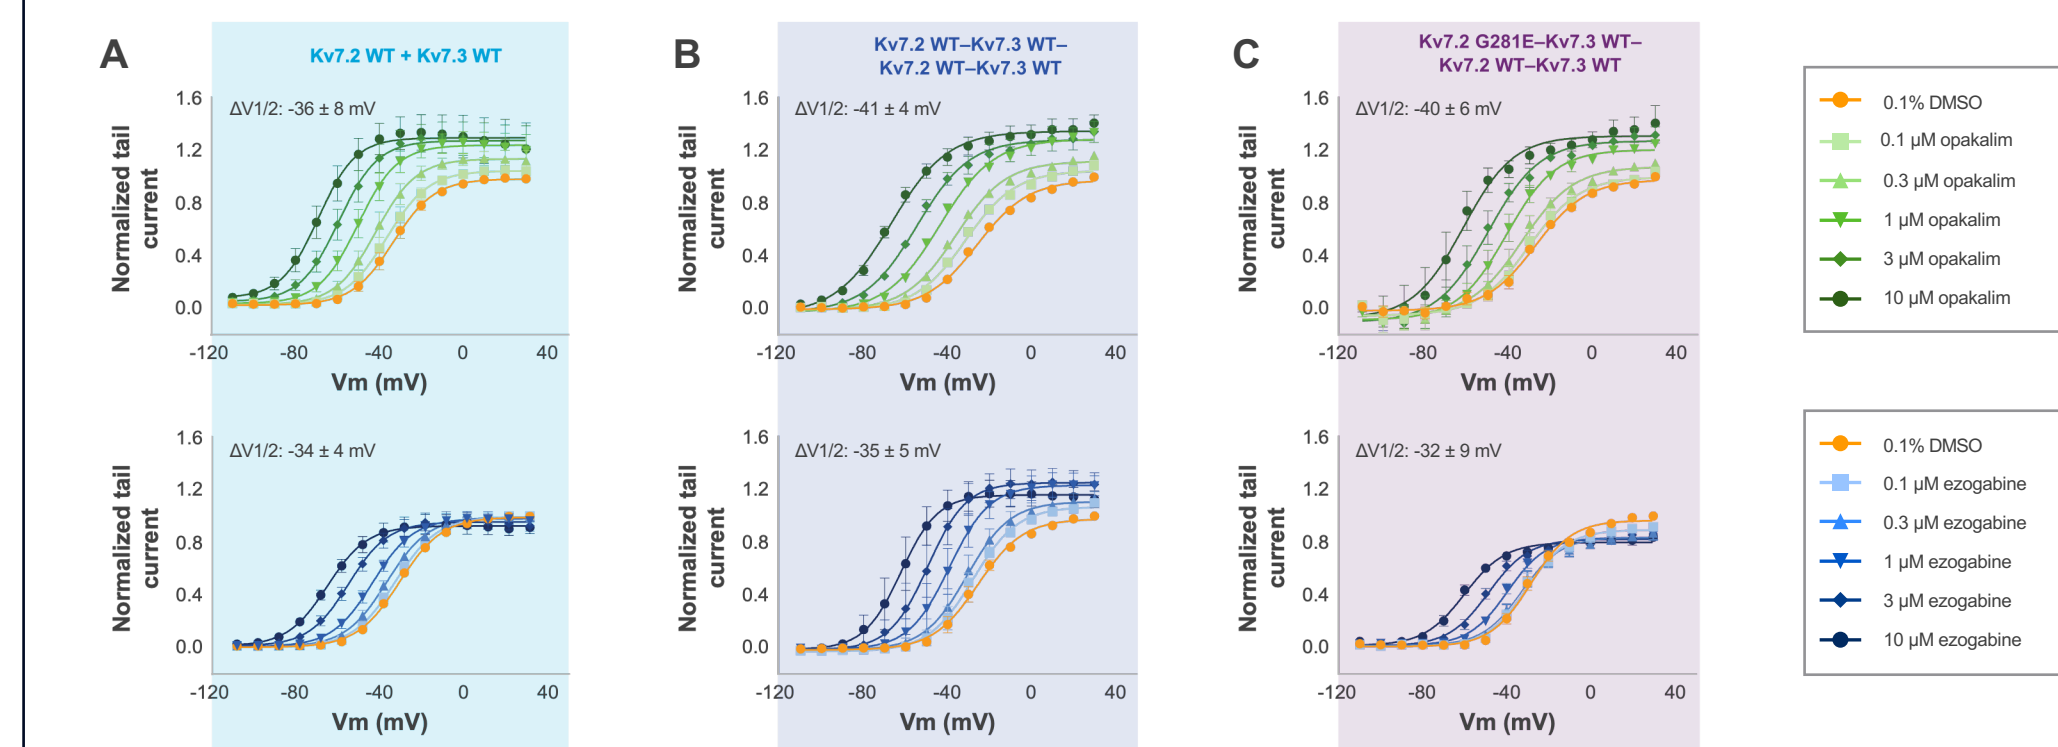 A
Kv7.2 WT + Kv7.3 WT
ΔV1/2: -36 ± 8 mV
Normalized tail
current
1.6
1.2
0.8
0.4
0.0
-120 -80 -40 0 40
Vm (mV)
B
Kv7.2 WT–Kv7.3 WT–
Kv7.2 WT–Kv7.3 WT
ΔV1/2: -41 ± 4 mV
Normalized tail
current
1.6
1.2
0.8
0.4
0.0
-120 -80 -40 0 40
Vm (mV)
C
Kv7.2 G281E–Kv7.3 WT–
Kv7.2 WT–Kv7.3 WT
ΔV1/2: -40 ± 6 mV
Normalized tail
current
1.6
1.2
0.8
0.4
0.0
-120 -80 -40 0 40
Vm (mV)
0.1% DMSO
0.1 µM opakalim
0.3 µM opakalim
1 µM opakalim
3 µM opakalim
10 µM opakalim
ΔV1/2: -34 ± 4 mV
Normalized tail
current
1.6
1.2
0.8
0.4
0.0
-120 -80 -40 0 40
Vm (mV)
ΔV1/2: -35 ± 5 mV
Normalized tail
current
1.6
1.2
0.8
0.4
0.0
-120 -80 -40 0 40
Vm (mV)
ΔV1/2: -32 ± 9 mV
Normalized tail
current
1.6
1.2
0.8
0.4
0.0
-120 -80 -40 0 40
Vm (mV)
0.1% DMSO
0.1 µM ezogabine
0.3 µM ezogabine
1 µM ezogabine
3 µM ezogabine
10 µM ezogabine